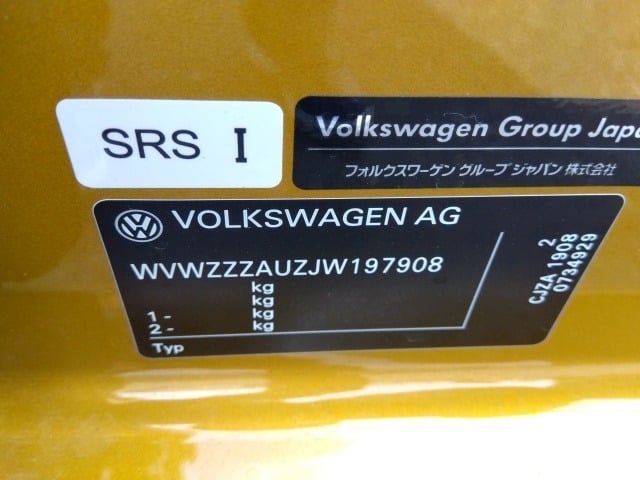 SRS I
Volkswagen Group Japa
フォルクスワーゲン グループ ジャパン 株式会社
VOLKSWAGEN AG
WVWZZZAUZJW197908
kg
kg
1 - kg
2 - kg
Typ
2
CJZA 1908
0734929